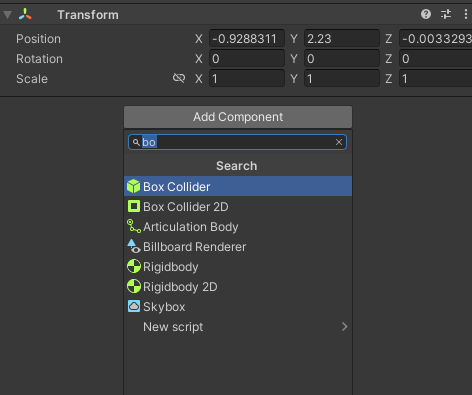 Transform
Position X -0.9288311 Y 2.23 Z -0.0033293
Rotation X 0 Y 0 Z 0
Scale X 1 Y 1 Z 1
Add Component
bo
Search
Box Collider
Box Collider 2D
Articulation Body
Billboard Renderer
Rigidbody
Rigidbody 2D
Skybox
New script